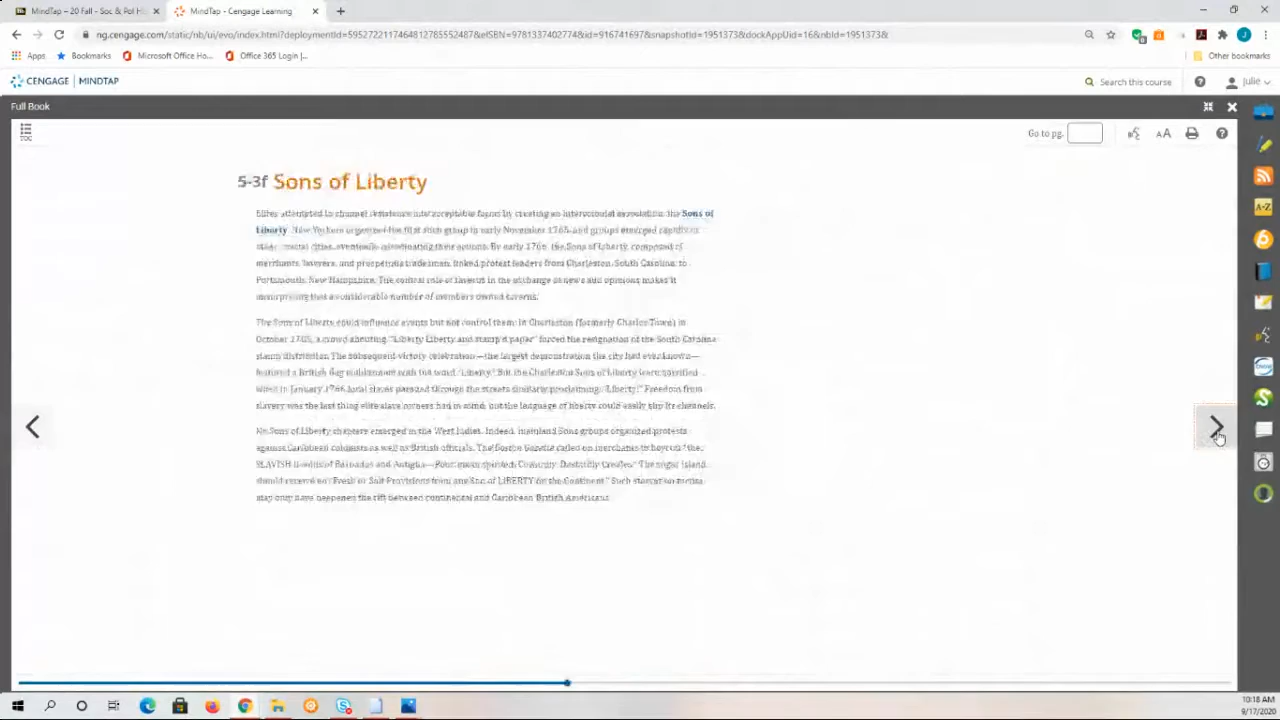 MindTap - 20 Fall - Soc & Pol H
MindTap - Cengage Learning
ng.cengage.com/static/nb/ui/evo/index.html?deploymentId=5952722117464812785552487&eISBN=9781337402774&id=916741697&snapshotId=1951373&dockAppUid=16&nbId=1951373&
Apps
Bookmarks
Microsoft Office Ho...
Office 365 Login |...
Other bookmarks
CENGAGE | MINDTAP
Search this course
Julie
Full Book
TOC
Go to pg.
AA
A-Z
5-3f Sons of Liberty
Elites attempted to channel resistance into acceptable forms by creating an intercolonial association, the Sons of
Liberty. New Yorkers organized the first such group in early November 1765, and groups emerged rapidly in
coastal cities, eventually coordinating their actions. By early 1766, the Sons of Liberty, composed of
merchants, lawyers, and prosperous tradesmen, linked protest leaders from Charleston, South Carolina, to
Portsmouth, New Hampshire. The central role of taverns in the exchange of news and opinions makes it
unsurprising that a considerable number of members owned taverns.
The Sons of Liberty could influence events but not control them. In Charleston (formerly Charles Town) in
October 1765, a crowd shouting, "Liberty Liberty and stamp'd paper" forced the resignation of the South Carolina
stamp distributor. The subsequent victory celebration—the largest demonstration the city had ever known—
featured a British flag emblazoned with the word "Liberty." But the Charleston Sons of Liberty were horrified
when in January 1766 local slaves paraded through the streets similarly proclaiming, "Liberty!" Freedom from
slavery was the last thing elite slave owners had in mind, but the language of liberty could easily slip its channels.
No Sons of Liberty chapters emerged in the West Indies. Indeed, mainland Sons groups organized protests
against Caribbean colonists as well as British officials. The Boston Gazette called on merchants to boycott "the
SLAVISH Islands of Barbados and Antigua—Poor, mean spirited, Cowardly, Dastardly Creoles." The sugar island
should receive no "Fresh or Salt Provisions from any Son of LIBERTY on the Continent." Such
may only have deepened the rift between continental and Caribbean British Americans.
10:18 AM
9/17/2020